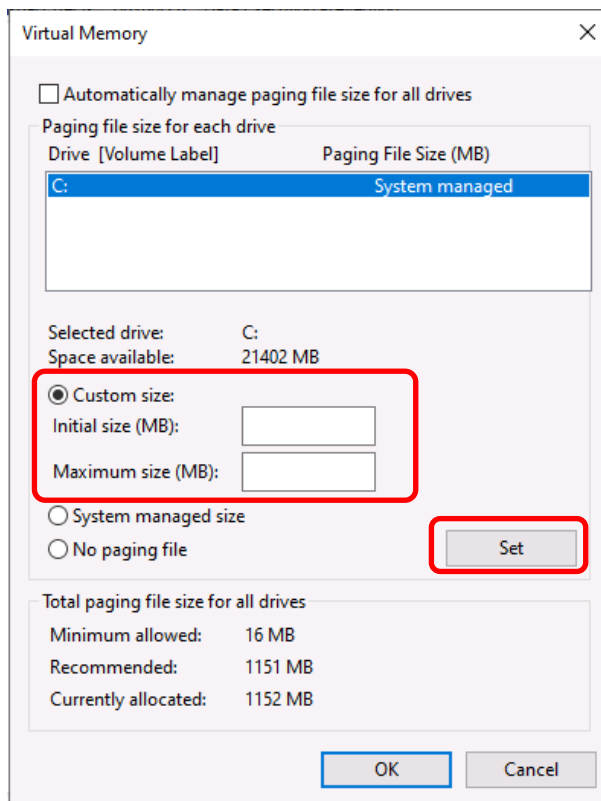 Virtual Memory
Automatically manage paging file size for all drives
Paging file size for each drive
Drive [Volume Label] Paging File Size (MB)
C: System managed
Selected drive: C:
Space available: 21402 MB
Custom size:
Initial size (MB):
Maximum size (MB):
System managed size
No paging file Set
Total paging file size for all drives
Minimum allowed: 16 MB
Recommended: 1151 MB
Currently allocated: 1152 MB
OK Cancel